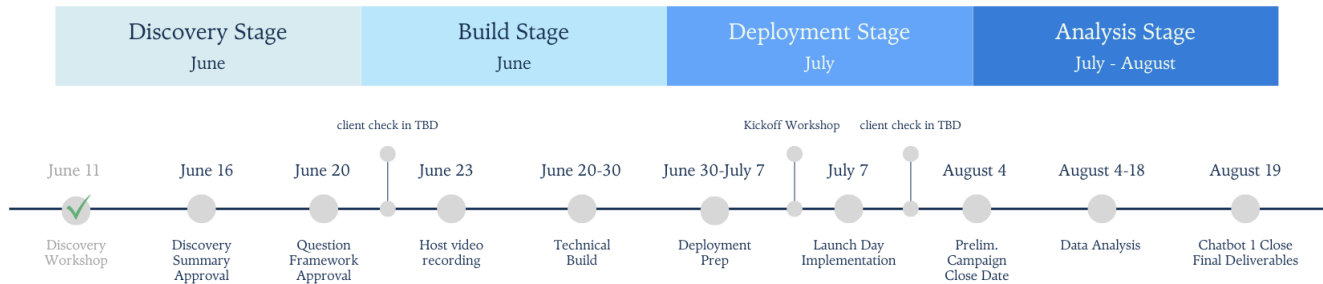 Discovery Stage
June
Build Stage
June
Deployment Stage
July
Analysis Stage
July - August
client check in TBD
Kickoff Workshop
client check in TBD
June 11
June 16
June 20
June 23
June 20-30
June 30-July 7
July 7
August 4
August 4-18
August 19
Discovery
Workshop
Discovery
Summary
Approval
Question
Framework
Approval
Host video
recording
Technical
Build
Deployment
Prep
Launch Day
Implementation
Prelim.
Campaign
Close Date
Data Analysis
Chatbot 1 Close
Final Deliverables